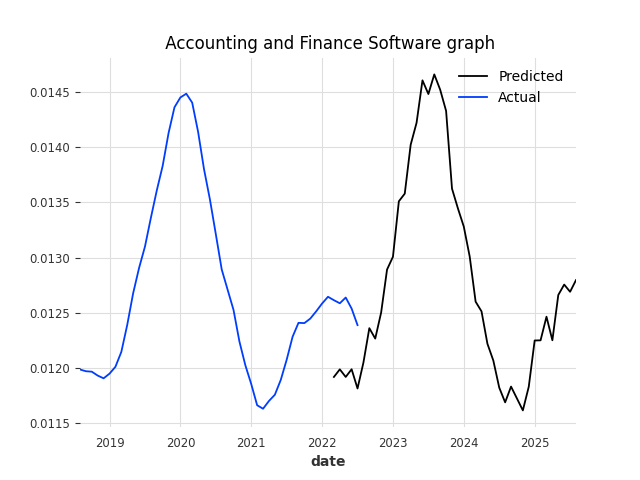 Accounting and Finance Software graph
Predicted
Actual
0.0145
0.0140
0.0135
0.0130
0.0125
0.0120
0.0115
2019 2020 2021 2022 2023 2024 2025
date